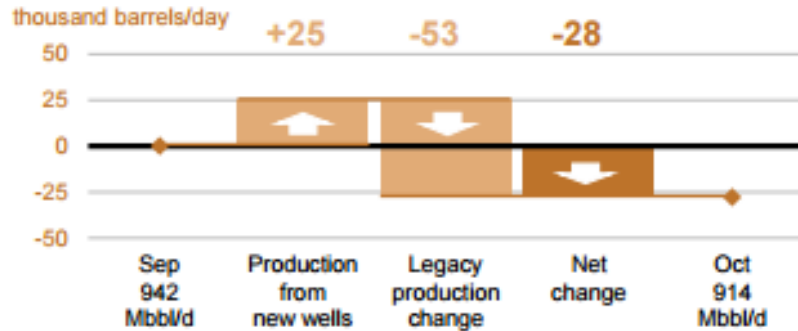 thousand barrels/day
+25 -53 -28
50
25
0
-25
-50
Sep
942
Mbbl/d
Production
from
new wells
Legacy
production
change
Net
change
Oct
914
Mbbl/d